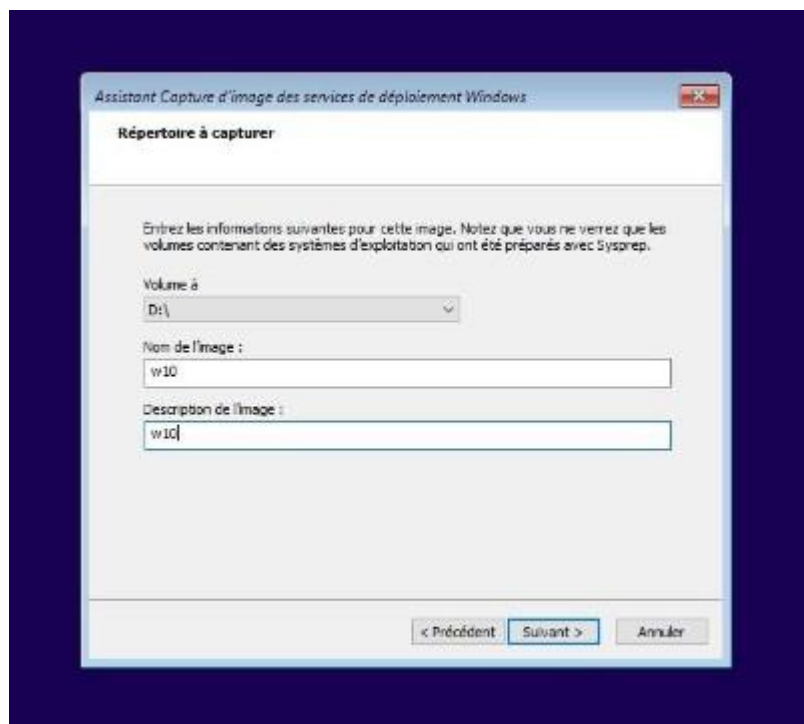 Assistant Capture d'image des services de déploiement Windows
Répertoire à capturer
Entrez les informations suivantes pour cette image. Notez que vous ne verrez que les
volumes contenant des systèmes d'exploitation qui ont été préparés avec Sysprep.
Volume à
D:\
Nom de l'image :
w10
Description de l'image :
w10
< Précédent Suivant > Annuler